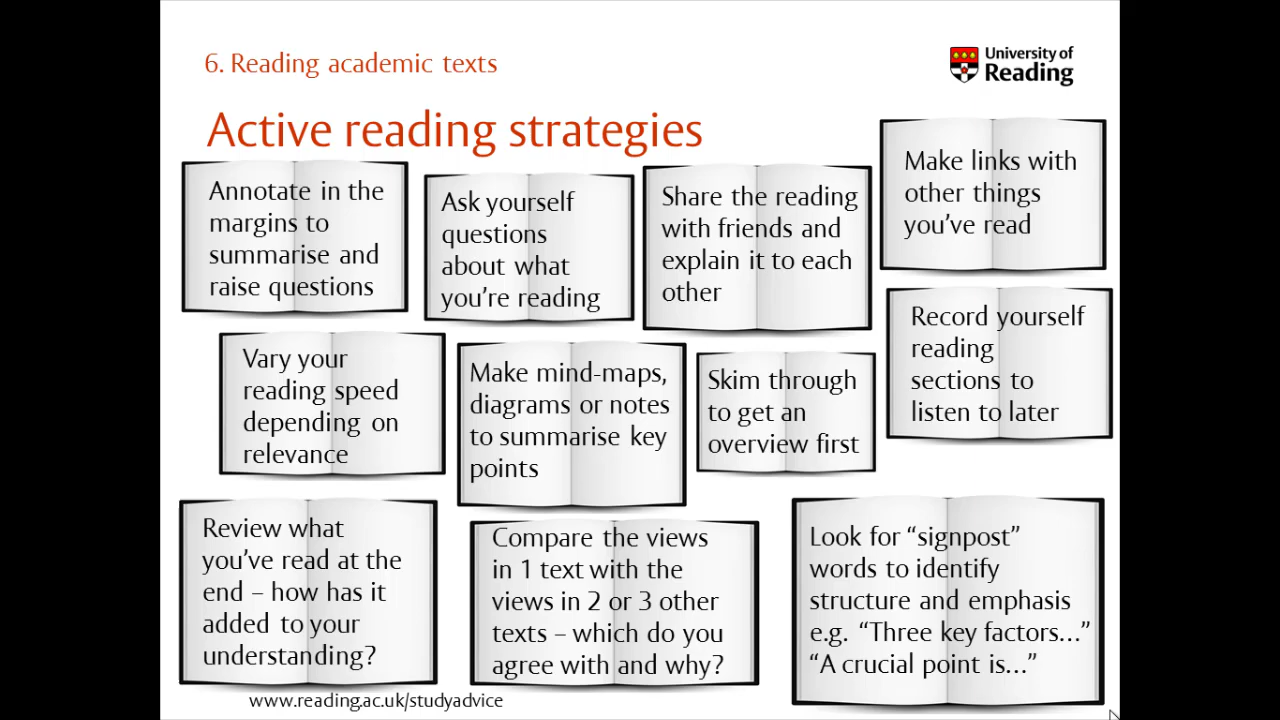 6. Reading academic texts
University of
Reading
Active reading strategies
Annotate in the
margins to
summarise and
raise questions
Ask yourself
questions
about what
you’re reading
Share the reading
with friends and
explain it to each
other
Make links with
other things
you’ve read
Vary your
reading speed
depending on
relevance
Make mind-maps,
diagrams or notes
to summarise key
points
Skim through
to get an
overview first
Record yourself
reading
sections to
listen to later
Review what
you’ve read at the
end – how has it
added to your
understanding?
Compare the views
in 1 text with the
views in 2 or 3 other
texts – which do you
agree with and why?
Look for “signpost”
words to identify
structure and emphasis
e.g. “Three key factors…”
“A crucial point is…”
www.reading.ac.uk/studyadvice